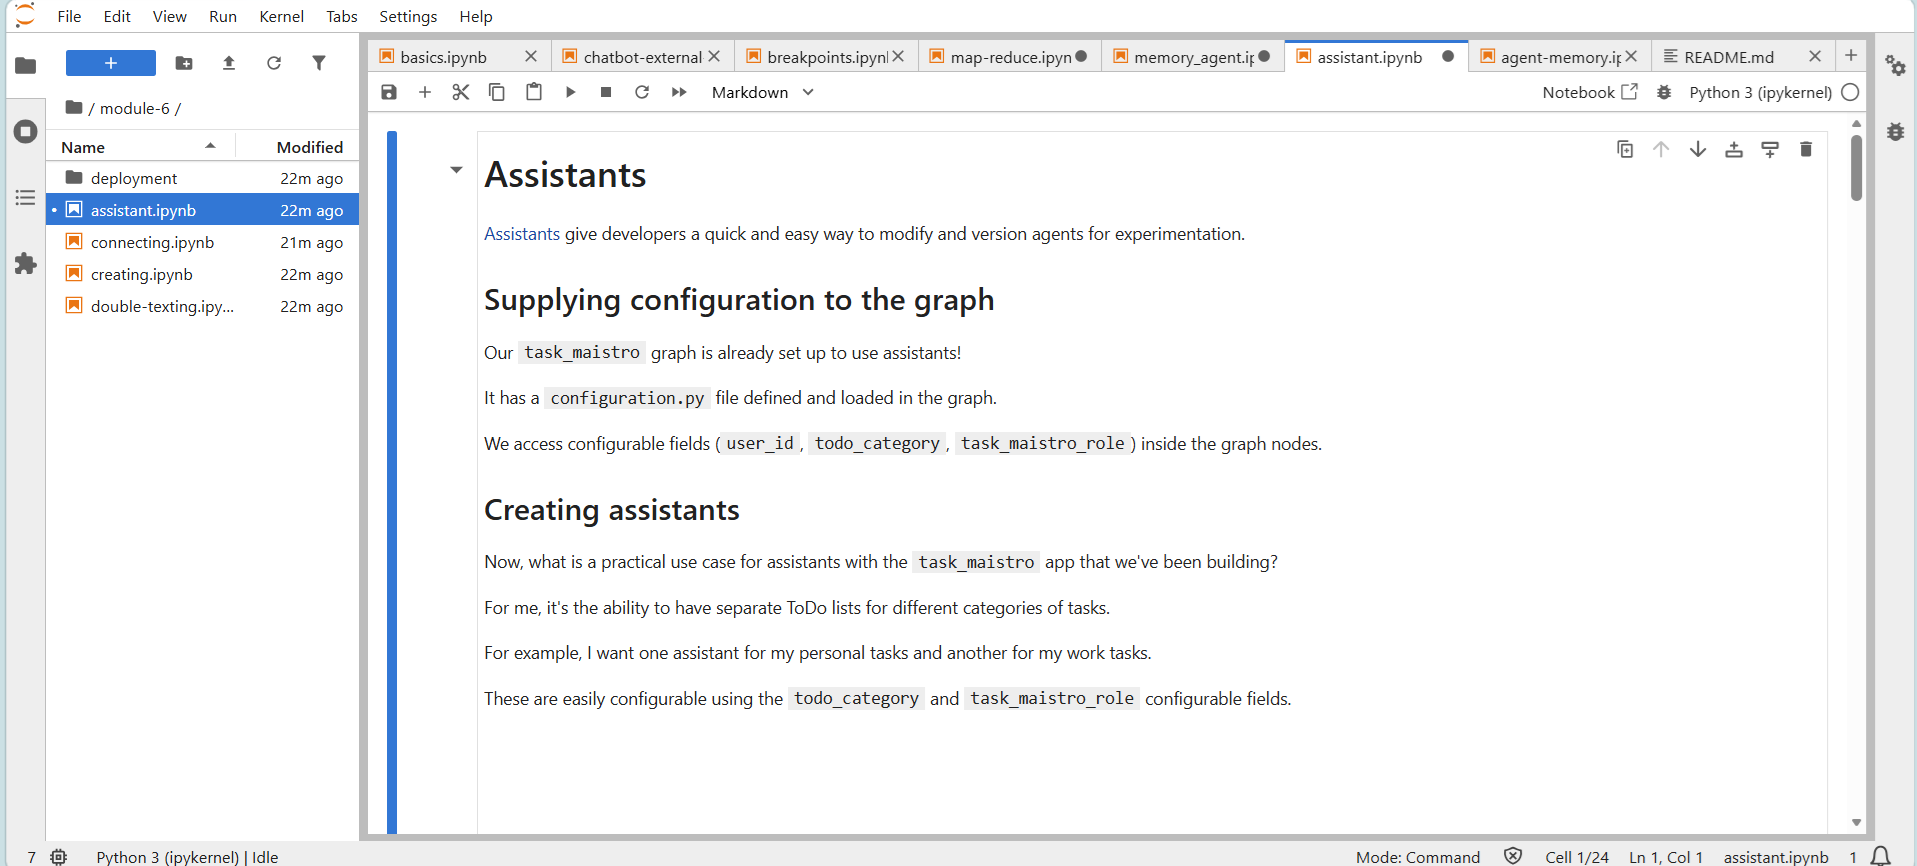 File Edit View Run Kernel Tabs Settings Help
basics.ipynb chatbot-external breakpoints.ipynl map-reduce.ipyn memory_agent.ip assistant.ipynb agent-memory.ip README.md
Markdown Notebook Python 3 (ipykernel)
/ module-6 /
Name Modified
deployment 22m ago
assistant.ipynb 22m ago
connecting.ipynb 21m ago
creating.ipynb 22m ago
double-texting.ipy... 22m ago
Assistants
Assistants give developers a quick and easy way to modify and version agents for experimentation.
Supplying configuration to the graph
Our task_maistro graph is already set up to use assistants!
It has a configuration.py file defined and loaded in the graph.
We access configurable fields (user_id, todo_category, task_maistro_role) inside the graph nodes.
Creating assistants
Now, what is a practical use case for assistants with the task_maistro app that we've been building?
For me, it's the ability to have separate ToDo lists for different categories of tasks.
For example, I want one assistant for my personal tasks and another for my work tasks.
These are easily configurable using the todo_category and task_maistro_role configurable fields.
7 Python 3 (ipykernel) | Idle Mode: Command Cell 1/24 Ln 1, Col 1 assistant.ipynb 1